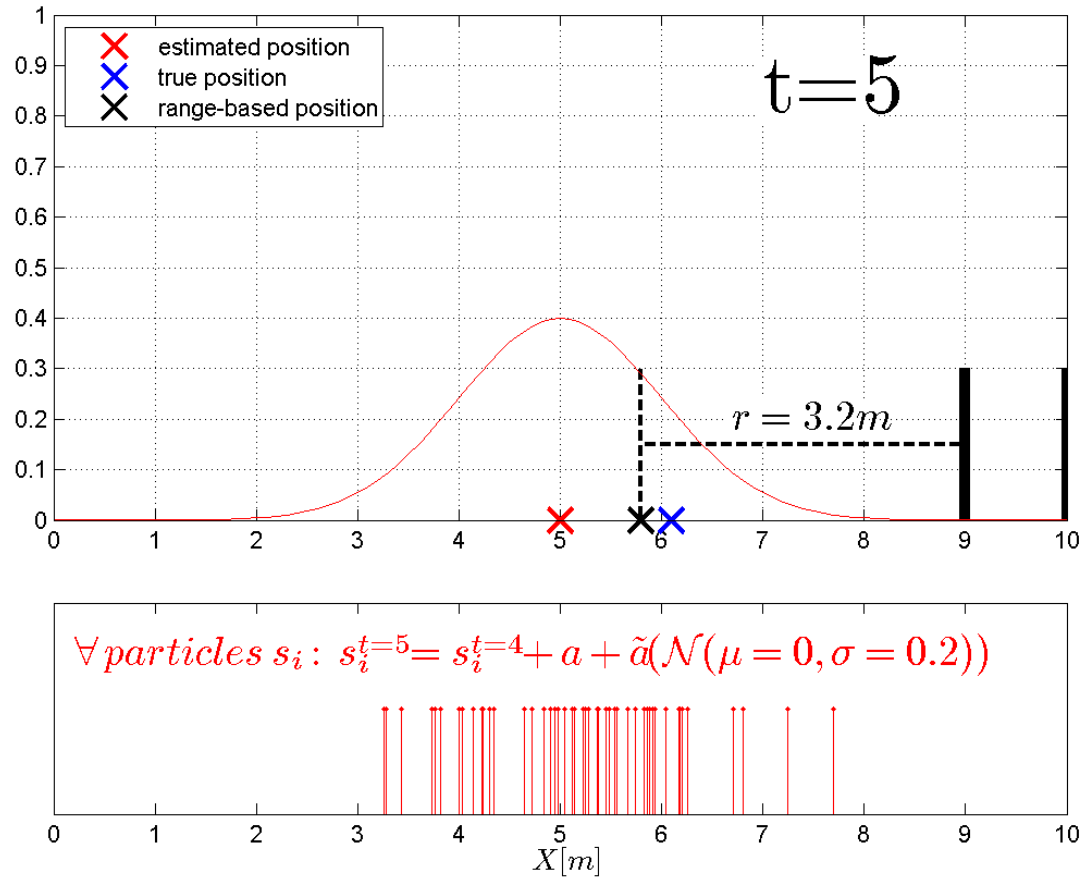 1
0.9
0.8
0.7
0.6
0.5
0.4
0.3
0.2
0.1
0
estimated position
true position
range-based position
t=5
r = 3.2m
0 1 2 3 4 5 6 7 8 9 10
∀ particles s_i : s_i^{t=5} = s_i^{t=4} + a + ã(𝒩(μ = 0, σ = 0.2))
0 1 2 3 4 5 6 7 8 9 10
X[m]